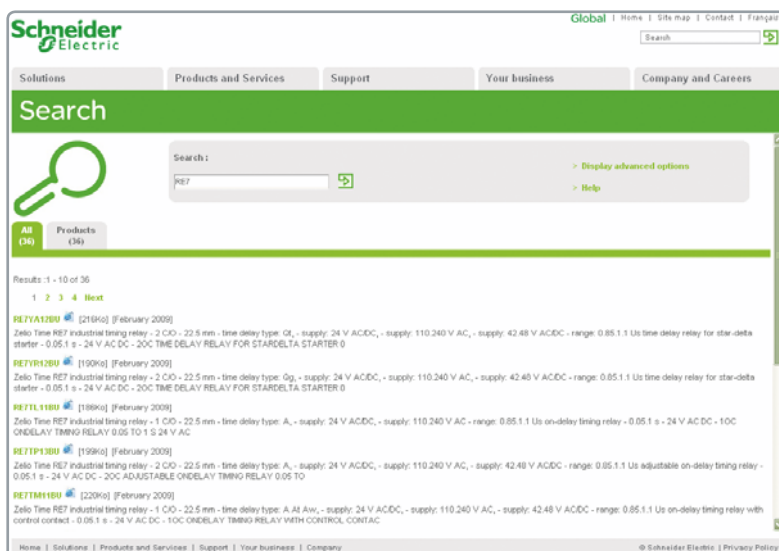 Schneider
Electric
Global | Home | Site map | Contact | Français
Search
Solutions
Products and Services
Support
Your business
Company and Careers
Search
Search :
RE7
> Display advanced options
> Help
All
(36)
Products
(36)
Results :1 - 10 of 36
1 2 3 4 Next
RE7YA12BU [216Ko] [February 2009]
Zelio Time RE7 industrial timing relay - 2 C/O - 22.5 mm - time delay type: Qt, - supply: 24 V AC/DC, - supply: 110.240 V AC, - supply: 42.48 V AC/DC - range: 0.85.1.1 Us time delay relay for star-delta
starter - 0.05.1 s - 24 V AC DC - 2OC TIME DELAY RELAY FOR STARDELTA STARTER 0
RE7YR12BU [190Ko] [February 2009]
Zelio Time RE7 industrial timing relay - 2 C/O - 22.5 mm - time delay type: Qg, - supply: 24 V AC/DC, - supply: 110.240 V AC, - supply: 42.48 V AC/DC - range: 0.85.1.1 Us time delay relay for star-delta
starter - 0.05.1 s - 24 V AC DC - 2OC TIME DELAY RELAY FOR STARDELTA STARTER 0
RE7TL11BU [186Ko] [February 2009]
Zelio Time RE7 industrial timing relay - 1 C/O - 22.5 mm - time delay type: A, - supply: 24 V AC/DC, - supply: 110.240 V AC - range: 0.85.1.1 Us on-delay timing relay - 0.05.1 s - 24 V AC DC - 1OC
ONDELAY TIMING RELAY 0.05 TO 1 S 24 V AC
RE7TP13BU [199Ko] [February 2009]
Zelio Time RE7 industrial timing relay - 2 C/O - 22.5 mm - time delay type: A, - supply: 24 V AC/DC, - supply: 110.240 V AC, - supply: 42.48 V AC/DC - range: 0.85.1.1 Us adjustable on-delay timing relay -
0.05.1 s - 24 V AC DC - 2OC ADJUSTABLE ONDELAY TIMING RELAY 0.05 TO
RE7TM11BU [220Ko] [February 2009]
Zelio Time RE7 industrial timing relay - 1 C/O - 22.5 mm - time delay type: A At Aw, - supply: 24 V AC/DC, - supply: 110.240 V AC, - supply: 42.48 V AC/DC - range: 0.85.1.1 Us on-delay timing relay with
control contact - 0.05.1 s - 24 V AC DC - 1OC ONDELAY TIMING RELAY WITH CONTROL CONTAC
Home | Solutions | Products and Services | Support | Your business | Company
© Schneider Electric | Privacy Policy